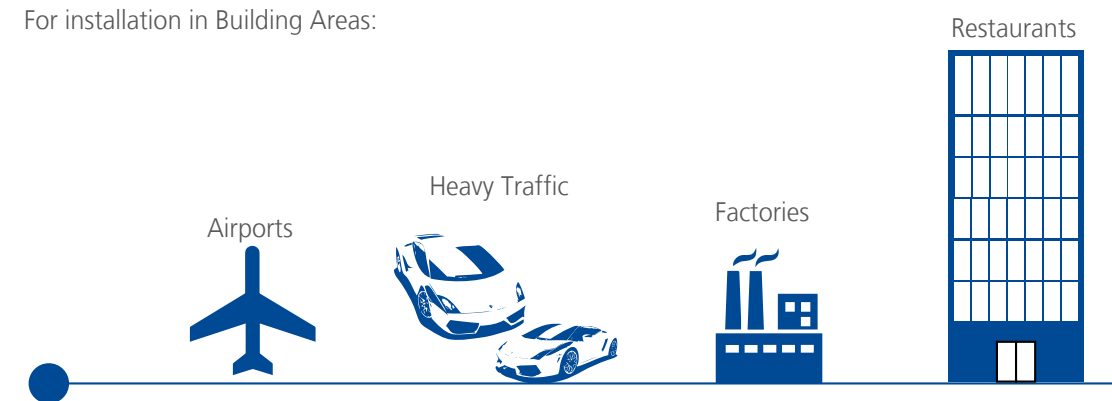 For installation in Building Areas:
Restaurants
Heavy Traffic
Factories
Airports